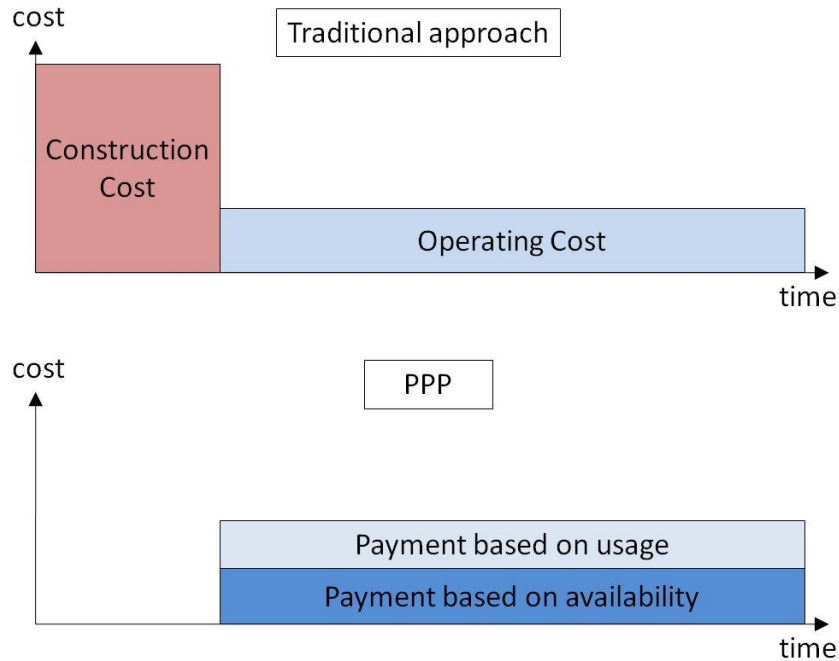 cost
Traditional approach
Construction
Cost
Operating Cost
time
cost
PPP
Payment based on usage
Payment based on availability
time